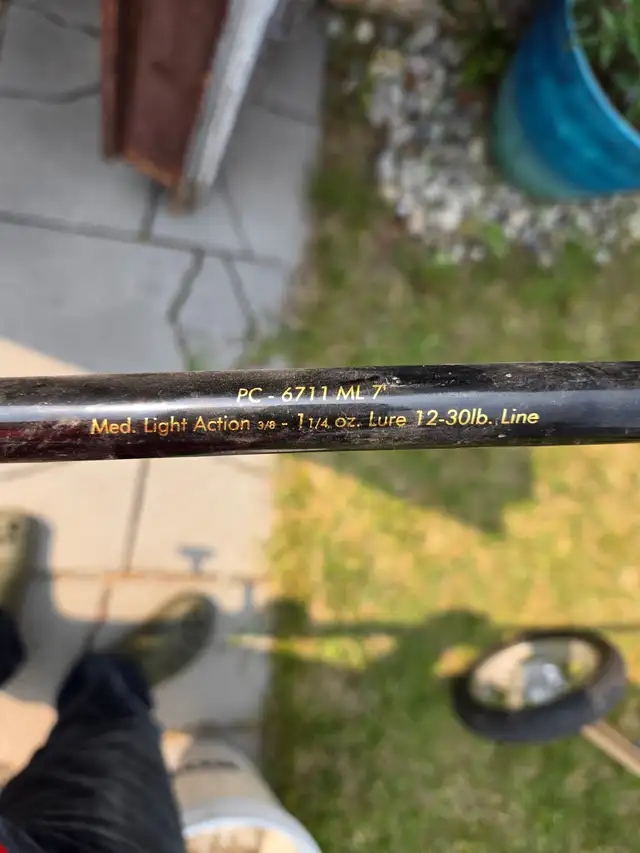 PC - 6711 ML 7'
Med. Light Action 3/8 - 1 1/4 oz. Lure 12-30lb. Line